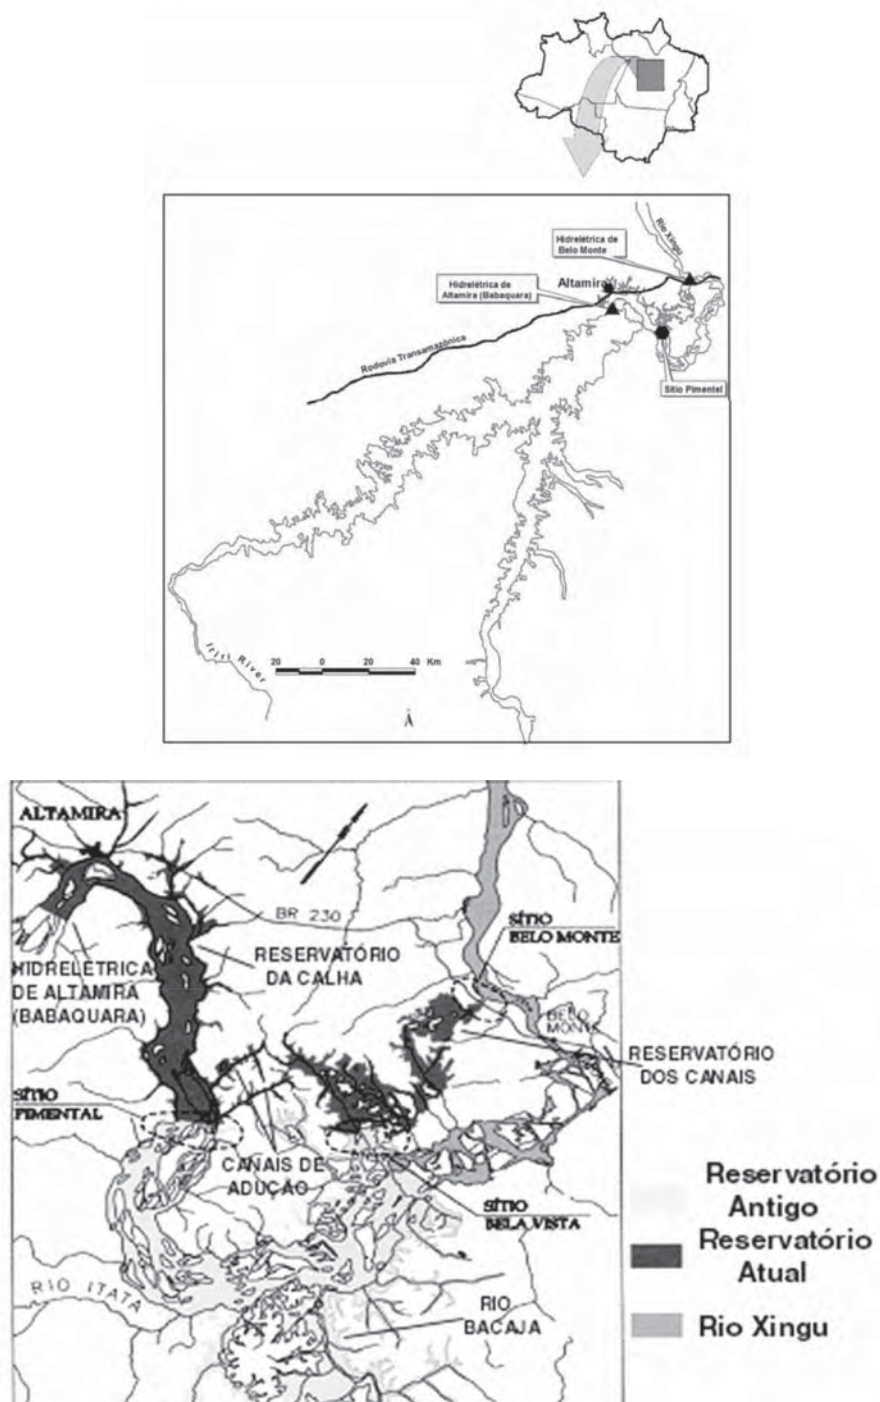 Rio Xingu
Hidrelétrica de
Belo Monte
Hidrelétrica de
Altamira (Babaquara)
Altamira
Rodovia Transamazônica
Sítio Pimentel
Iriri River
20 0 20 40 Km
ALTAMIRA
BR 230
SÍTIO
BELO MONTE
HIDRELÉTRICA
DE ALTAMIRA
(BABAQUARA)
RESERVATÓRIO
DA CALHA
BELO
MONTE
RESERVATÓRIO
DOS CANAIS
SÍTIO
PIMENTAL
CANAIS DE
ADUÇÃO
SÍTIO
BELA VISTA
RIO ITATA
RIO
BACAJA
Reservatório
Antigo
Reservatório
Atual
Rio Xingu